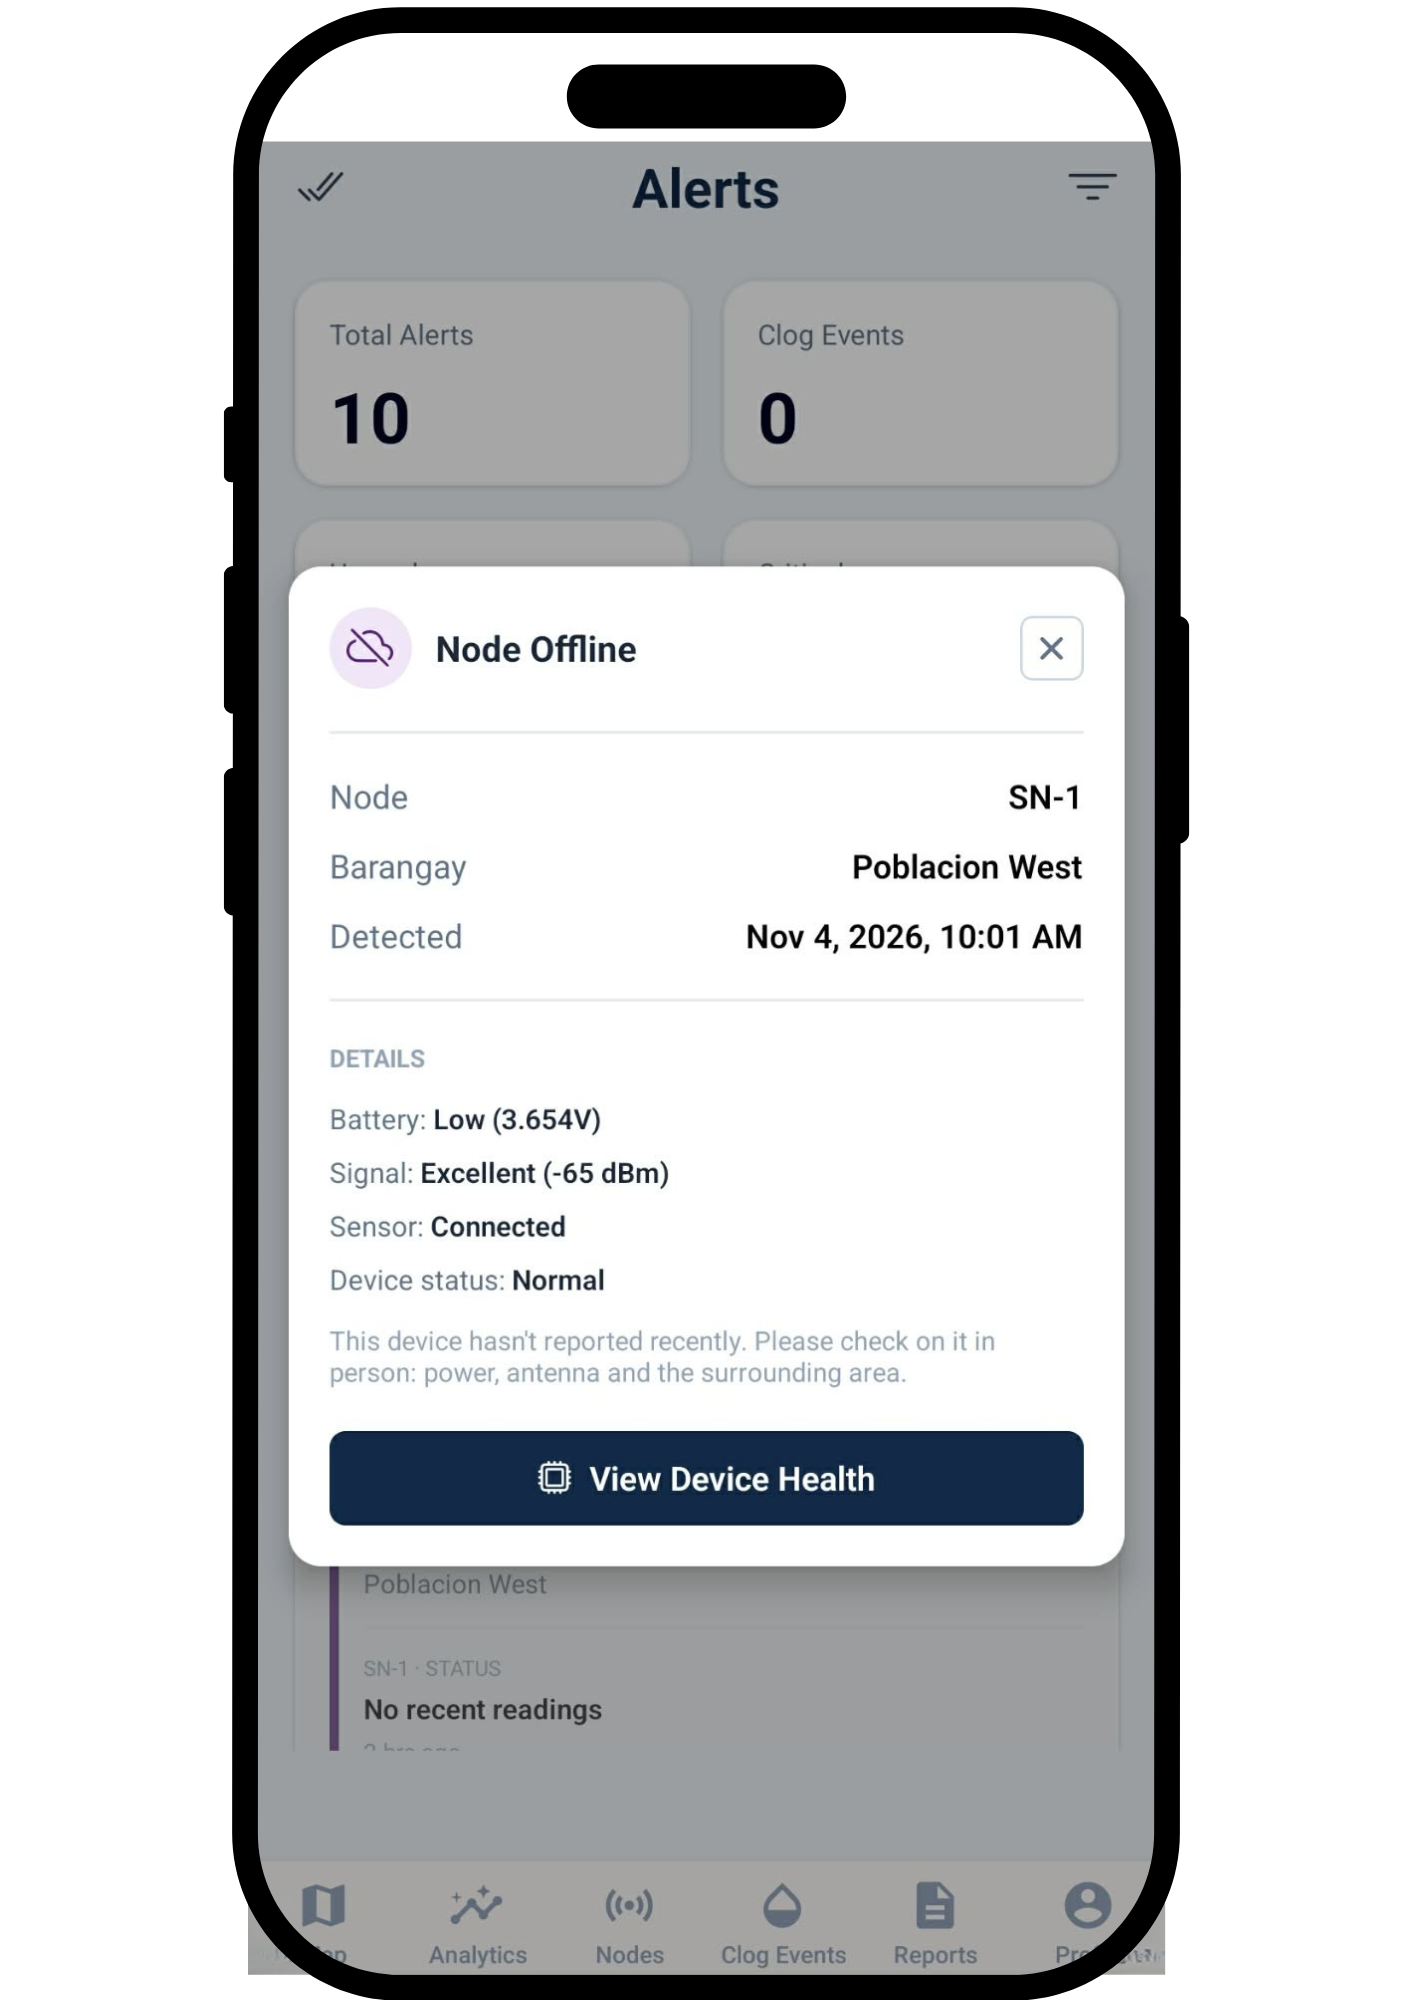 Alerts
Total Alerts
10
Clog Events
0
Node Offline
Node
SN-1
Barangay
Poblacion West
Detected
Nov 4, 2026, 10:01 AM
DETAILS
Battery: Low (3.654V)
Signal: Excellent (-65 dBm)
Sensor: Connected
Device status: Normal
This device hasn't reported recently. Please check on it in
person: power, antenna and the surrounding area.
View Device Health
Poblacion West
SN-1 · STATUS
No recent readings
Analytics
Nodes
Clog Events
Reports